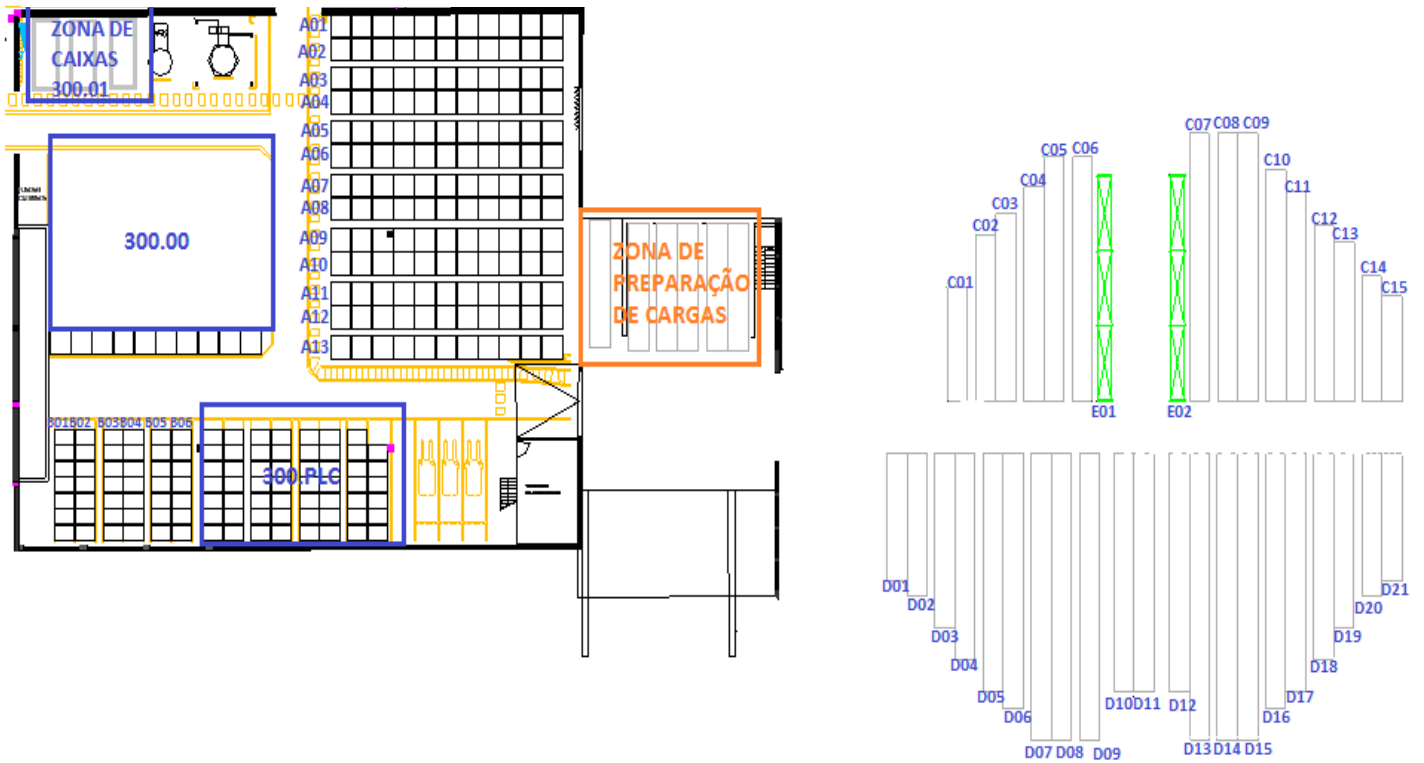 ZONA DE
CAIXAS
300.01
A01
A02
A03
A04
A05
A06
A07
A08
A09
A10
A11
A12
A13
300.00
ZONA DE
PREPARAÇÃO
DE CARGAS
B01 B02 B03 B04 B05 B06
300.PLC
C01
C02
C03
C04
C05
C06
C07
C08
C09
C10
C11
C12
C13
C14
C15
E01
E02
D01
D02
D03
D04
D05
D06
D07
D08
D09
D10
D11
D12
D13
D14
D15
D16
D17
D18
D19
D20
D21